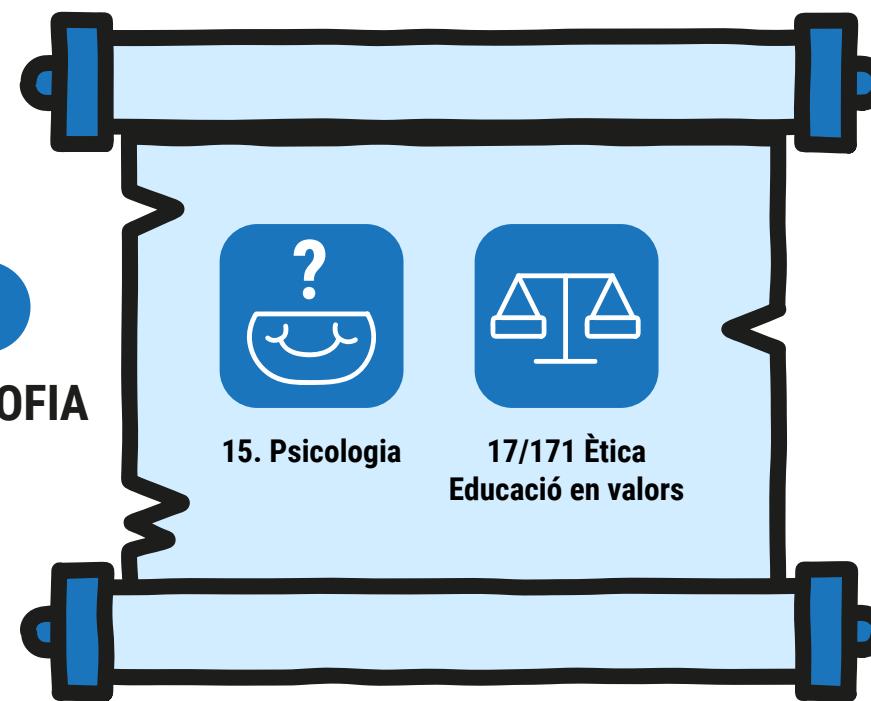 ?
OFIA
15. Psicologia
17/171 Ètica
Educació en valors